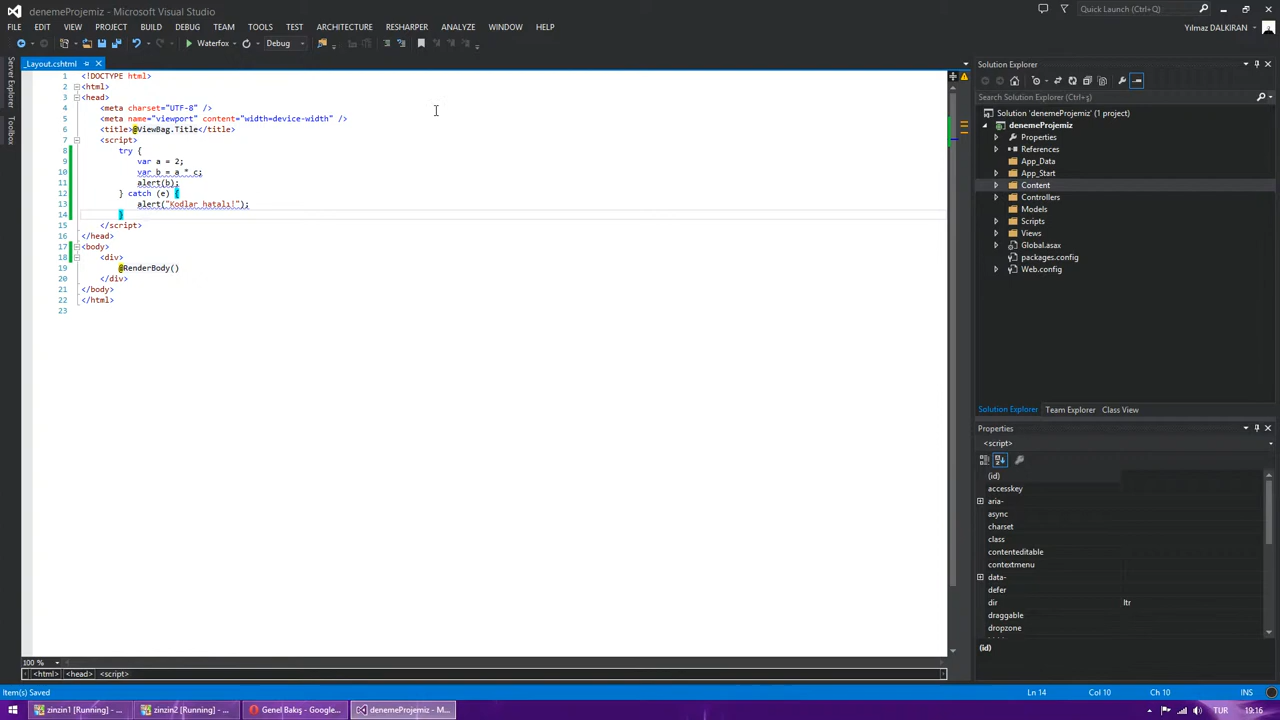 denemeProjemiz - Microsoft Visual Studio
Quick Launch (Ctrl+Q)
FILE EDIT VIEW PROJECT BUILD DEBUG TEAM TOOLS TEST ARCHITECTURE RESHARPER ANALYZE WINDOW HELP
Yılmaz DALKIRAN
Waterfox Debug
Server Explorer
Toolbox
_Layout.cshtml
1 <!DOCTYPE html>
2 <html>
3 <head>
4 <meta charset="UTF-8" />
5 <meta name="viewport" content="width=device-width" />
6 <title>@ViewBag.Title</title>
7 <script>
8 try {
9 var a = 2;
10 var b = a * c;
11 alert(b);
12 } catch (e) {
13 alert("Kodlar hatalı!");
14 }
15 </script>
16 </head>
17 <body>
18 <div>
19 @RenderBody()
20 </div>
21 </body>
22 </html>
23
100 %
<html> <head> <script>
Solution Explorer
Search Solution Explorer (Ctrl+ş)
Solution 'denemeProjemiz' (1 project)
denemeProjemiz
Properties
References
App_Data
App_Start
Content
Controllers
Models
Scripts
Views
Global.asax
packages.config
Web.config
Solution Explorer Team Explorer Class View
Properties
<script>
(id)
accesskey
aria-
async
charset
class
contenteditable
contextmenu
data-
defer
dir ltr
draggable
dropzone
(id)
Item(s) Saved Ln 14 Col 10 Ch 10 INS
zinzin1 [Running] - ... zinzin2 [Running] - ... Genel Bakış - Google... denemeProjemiz - M... TUR 19:16